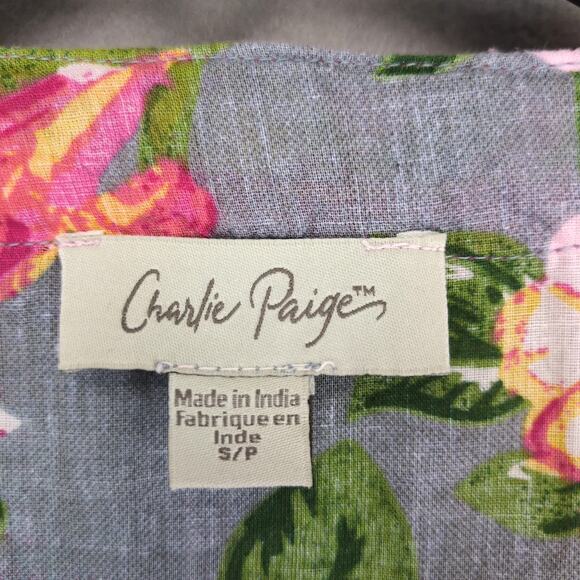 Charlie Paige™
Made in India
Fabrique en
Inde
S/P